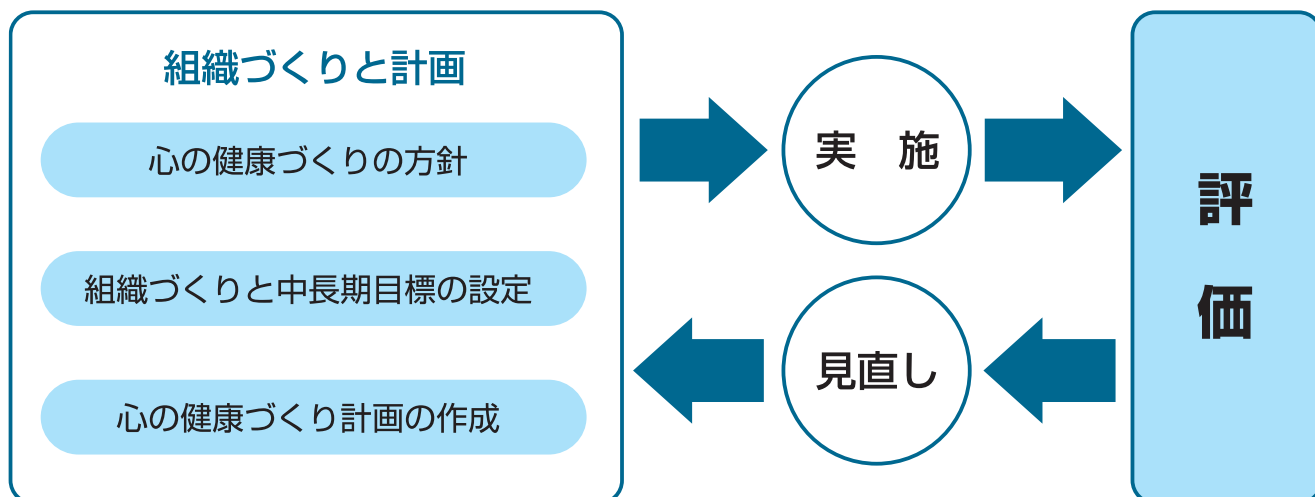 組織づくりと計画
心の健康づくりの方針
組織づくりと中長期目標の設定
心の健康づくり計画の作成
実　施
見直し
評
価